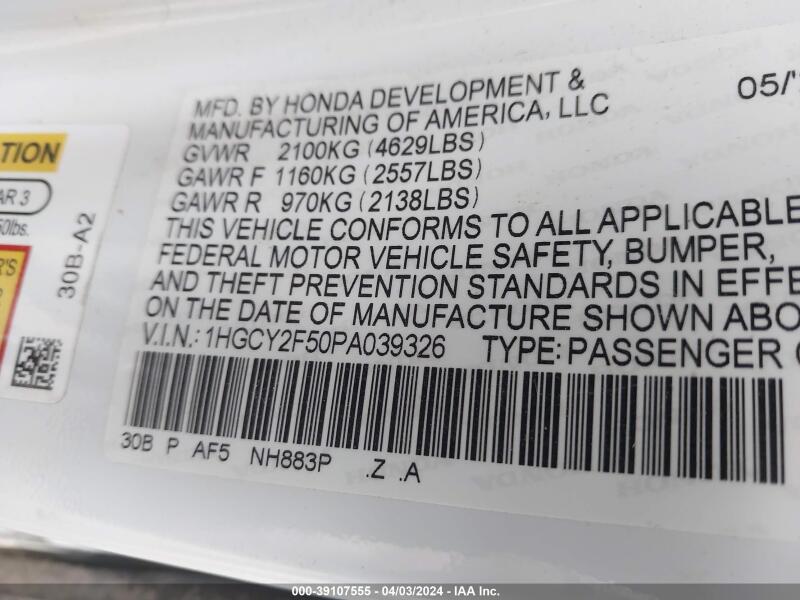 MFD. BY HONDA DEVELOPMENT &
MANUFACTURING OF AMERICA, LLC
05/'
GVWR 2100KG (4629LBS)
GAWR F 1160KG (2557LBS)
GAWR R 970KG (2138LBS)
THIS VEHICLE CONFORMS TO ALL APPLICABLE
FEDERAL MOTOR VEHICLE SAFETY, BUMPER,
AND THEFT PREVENTION STANDARDS IN EFFE
ON THE DATE OF MANUFACTURE SHOWN ABO
V.I.N.: 1HGCY2F50PA039326 TYPE: PASSENGER
30B P AF5 NH883P .Z .A
TION
AR 3
50lbs.
R'S
30B-A2
000-39107555 - 04/03/2024 - IAA Inc.